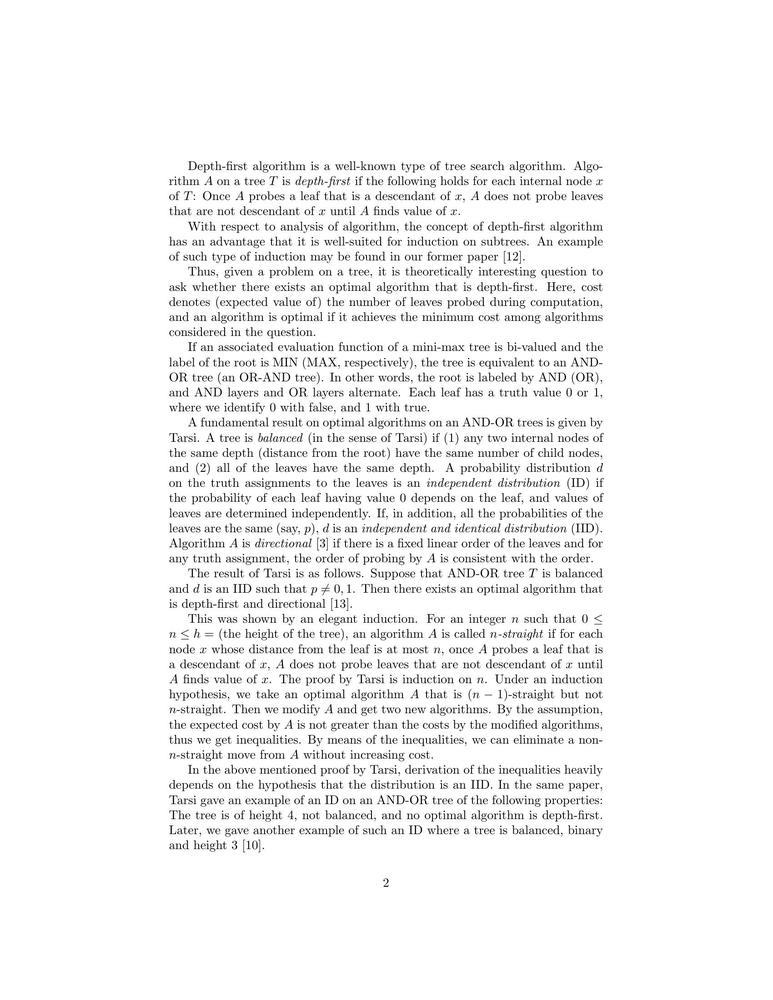 Depth-first algorithm is a well-known type of tree search algorithm. Algo-
rithm A on a tree T is depth-first if the following holds for each internal node x
of T: Once A probes a leaf that is a descendant of x, A does not probe leaves
that are not descendant of x until A finds value of x.
With respect to analysis of algorithm, the concept of depth-first algorithm
has an advantage that it is well-suited for induction on subtrees. An example
of such type of induction may be found in our former paper [12].
Thus, given a problem on a tree, it is theoretically interesting question to
ask whether there exists an optimal algorithm that is depth-first. Here, cost
denotes (expected value of) the number of leaves probed during computation,
and an algorithm is optimal if it achieves the minimum cost among algorithms
considered in the question.
If an associated evaluation function of a mini-max tree is bi-valued and the
label of the root is MIN (MAX, respectively), the tree is equivalent to an AND-
OR tree (an OR-AND tree). In other words, the root is labeled by AND (OR),
and AND layers and OR layers alternate. Each leaf has a truth value 0 or 1,
where we identify 0 with false, and 1 with true.
A fundamental result on optimal algorithms on an AND-OR trees is given by
Tarsi. A tree is balanced (in the sense of Tarsi) if (1) any two internal nodes of
the same depth (distance from the root) have the same number of child nodes,
and (2) all of the leaves have the same depth. A probability distribution d
on the truth assignments to the leaves is an independent distribution (ID) if
the probability of each leaf having value 0 depends on the leaf, and values of
leaves are determined independently. If, in addition, all the probabilities of the
leaves are the same (say, p), d is an independent and identical distribution (IID).
Algorithm A is directional [3] if there is a fixed linear order of the leaves and for
any truth assignment, the order of probing by A is consistent with the order.
The result of Tarsi is as follows. Suppose that AND-OR tree T is balanced
and d is an IID such that p ≠ 0, 1. Then there exists an optimal algorithm that
is depth-first and directional [13].
This was shown by an elegant induction. For an integer n such that 0 ≤
n ≤ h = (the height of the tree), an algorithm A is called n-straight if for each
node x whose distance from the leaf is at most n, once A probes a leaf that is
a descendant of x, A does not probe leaves that are not descendant of x until
A finds value of x. The proof by Tarsi is induction on n. Under an induction
hypothesis, we take an optimal algorithm A that is (n − 1)-straight but not
n-straight. Then we modify A and get two new algorithms. By the assumption,
the expected cost by A is not greater than the costs by the modified algorithms,
thus we get inequalities. By means of the inequalities, we can eliminate a non-
n-straight move from A without increasing cost.
In the above mentioned proof by Tarsi, derivation of the inequalities heavily
depends on the hypothesis that the distribution is an IID. In the same paper,
Tarsi gave an example of an ID on an AND-OR tree of the following properties:
The tree is of height 4, not balanced, and no optimal algorithm is depth-first.
Later, we gave another example of such an ID where a tree is balanced, binary
and height 3 [10].
2